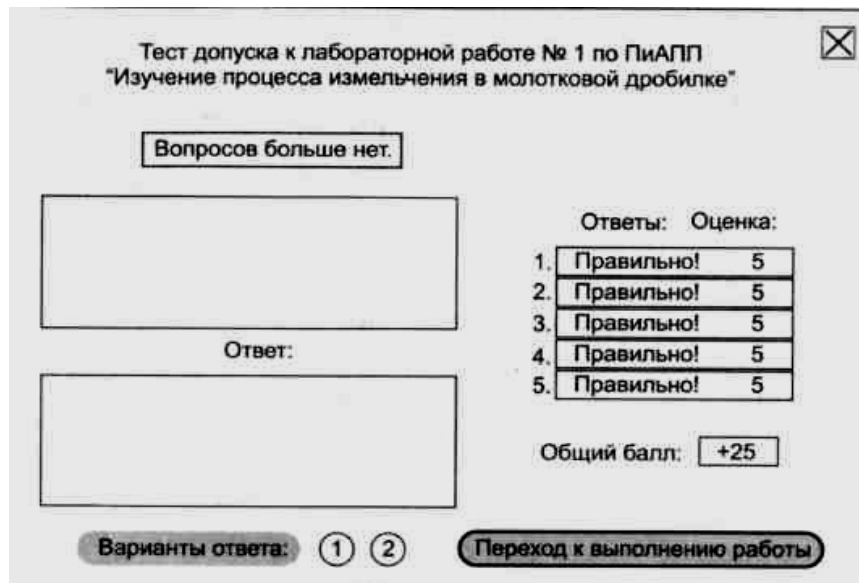 Тест допуска к лабораторной работе № 1 по ПиАПП
"Изучение процесса измельчения в молотковой дробилке"
Вопросов больше нет.
Ответы: Оценка:
1. Правильно! 5
2. Правильно! 5
3. Правильно! 5
4. Правильно! 5
5. Правильно! 5
Ответ:
Общий балл: +25
Варианты ответа: 1 2
Переход к выполнению работы